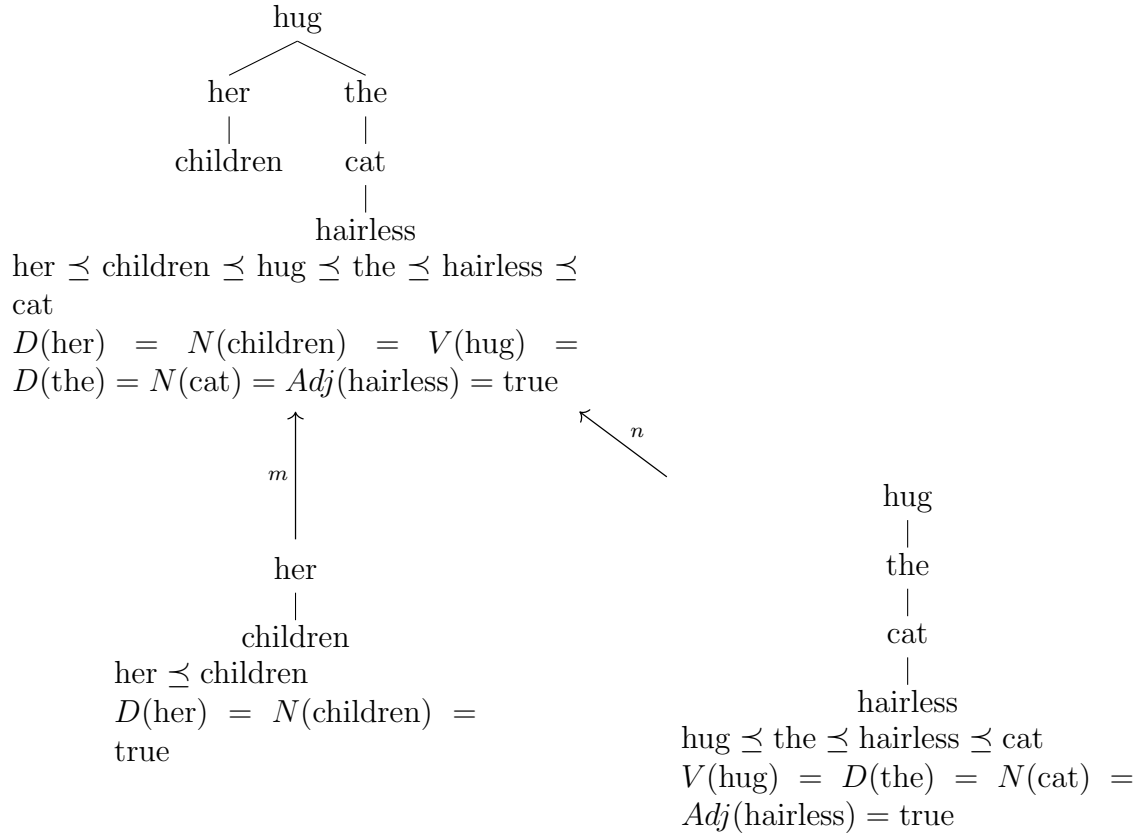 hug
her the
children cat
hairless
her ⪯ children ⪯ hug ⪯ the ⪯ hairless ⪯
cat
D(her) = N(children) = V(hug) =
D(the) = N(cat) = Adj(hairless) = true
m
n
her
children
her ⪯ children
D(her) = N(children) =
true
hug
the
cat
hairless
hug ⪯ the ⪯ hairless ⪯ cat
V(hug) = D(the) = N(cat) =
Adj(hairless) = true